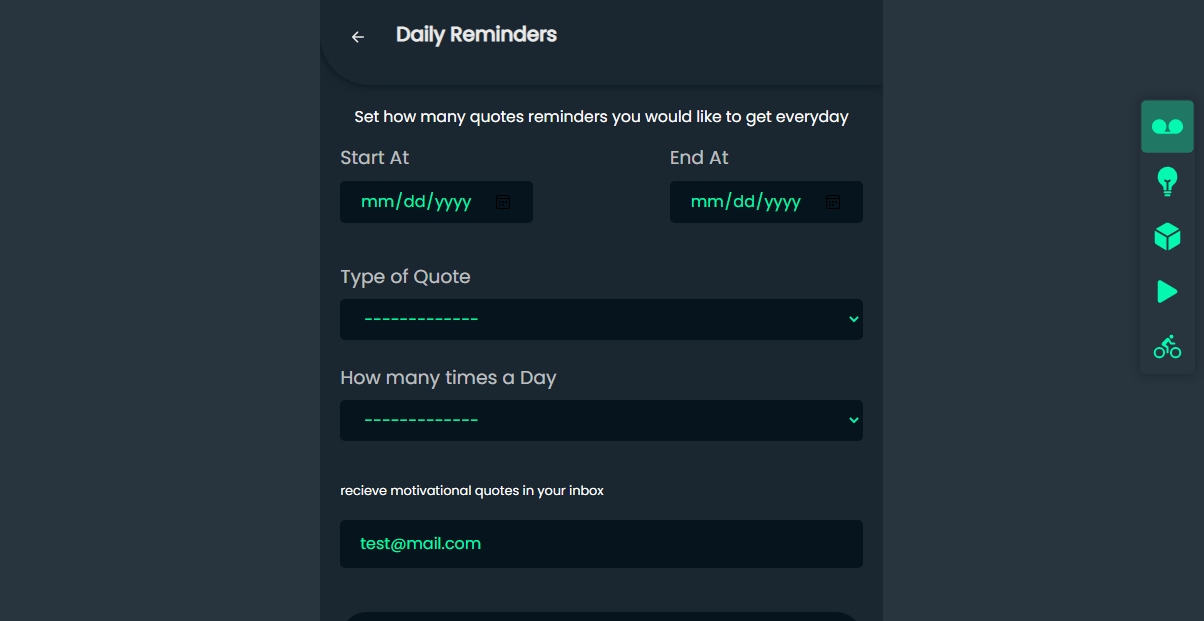 Daily Reminders
Set how many quotes reminders you would like to get everyday
Start At
End At
mm/dd/yyyy
mm/dd/yyyy
Type of Quote
-------------
How many times a Day
-------------
recieve motivational quotes in your inbox
test@mail.com